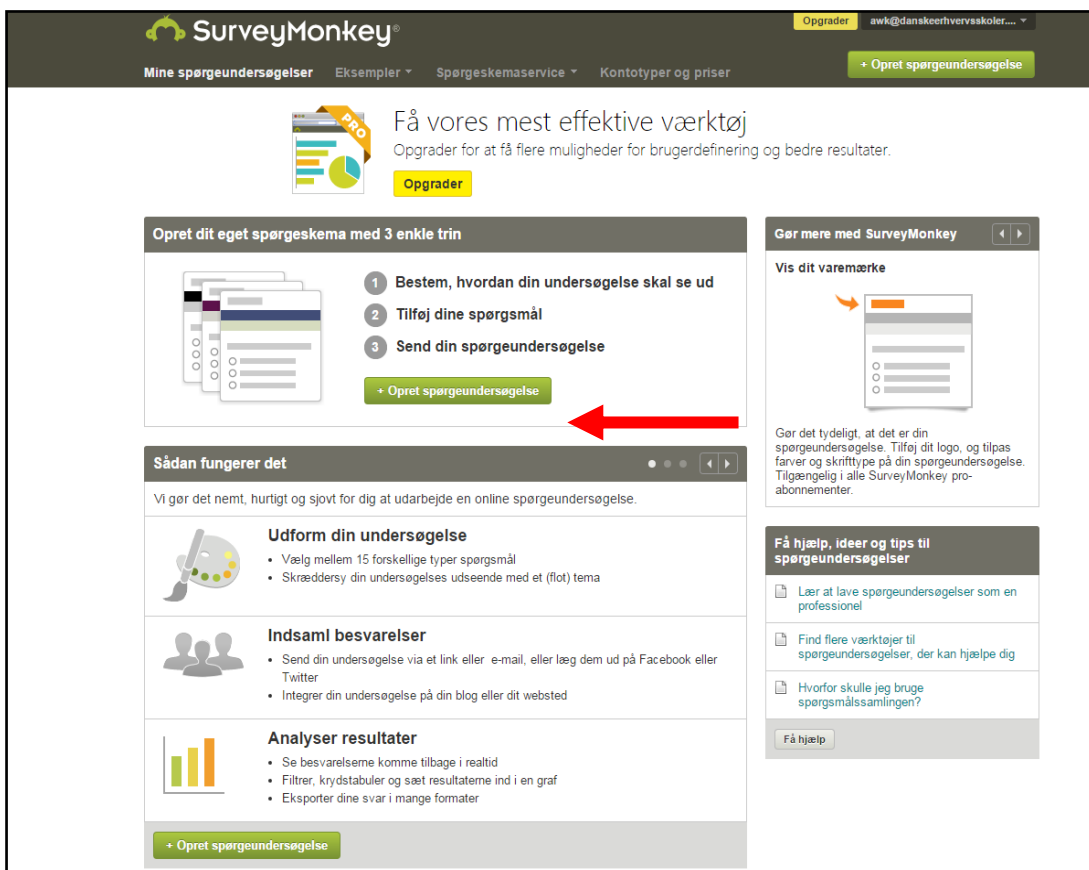 SurveyMonkey®
Opgrader awk@danskeerhvervsskoler....
Mine spørgeundersøgelser Eksempler Spørgeskemaservice Kontotyper og priser
+ Opret spørgeundersøgelse
PRO
Få vores mest effektive værktøj
Opgrader for at få flere muligheder for brugerdefinering og bedre resultater.
Opgrader
Opret dit eget spørgeskema med 3 enkle trin
1 Bestem, hvordan din undersøgelse skal se ud
2 Tilføj dine spørgsmål
3 Send din spørgeundersøgelse
+ Opret spørgeundersøgelse
Sådan fungerer det
Vi gør det nemt, hurtigt og sjovt for dig at udarbejde en online spørgeundersøgelse.
Udform din undersøgelse
• Vælg mellem 15 forskellige typer spørgsmål
• Skræddersy din undersøgelses udseende med et (flot) tema
Indsaml besvarelser
• Send din undersøgelse via et link eller e-mail, eller læg dem ud på Facebook eller
Twitter
• Integrer din undersøgelse på din blog eller dit websted
Analyser resultater
• Se besvarelserne komme tilbage i realtid
• Filtrer, krydstabuler og sæt resultaterne ind i en graf
• Eksporter dine svar i mange formater
+ Opret spørgeundersøgelse
Gør mere med SurveyMonkey
Vis dit varemærke
Gør det tydeligt, at det er din
spørgeundersøgelse. Tilføj dit logo, og tilpas
farver og skrifttype på din spørgeundersøgelse.
Tilgængelig i alle SurveyMonkey pro-
abonnementer.
Få hjælp, ideer og tips til
spørgeundersøgelser
Lær at lave spørgeundersøgelser som en
professionel
Find flere værktøjer til
spørgeundersøgelser, der kan hjælpe dig
Hvorfor skulle jeg bruge
spørgsmålssamlingen?
Få hjælp